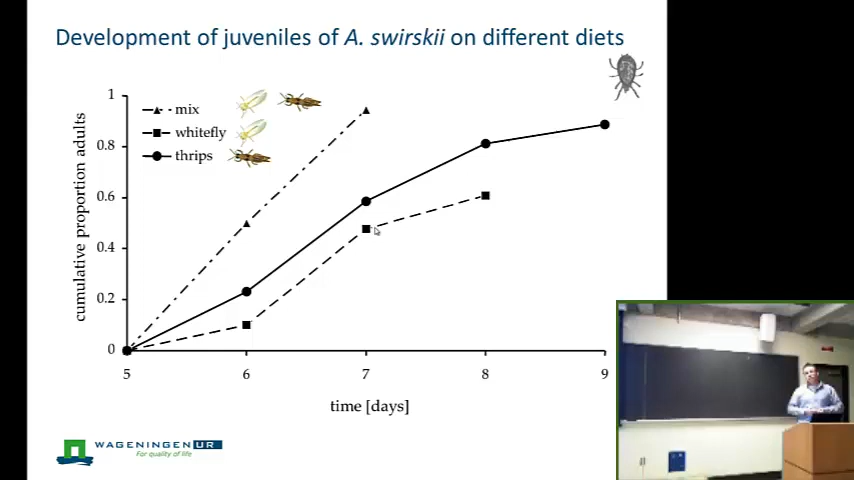 Development of juveniles of A. swirskii on different diets
mix
whitefly
thrips
cumulative proportion adults
1
0.8
0.6
0.4
0.2
0
5 6 7 8 9
time [days]
WAGENINGEN UR
For quality of life